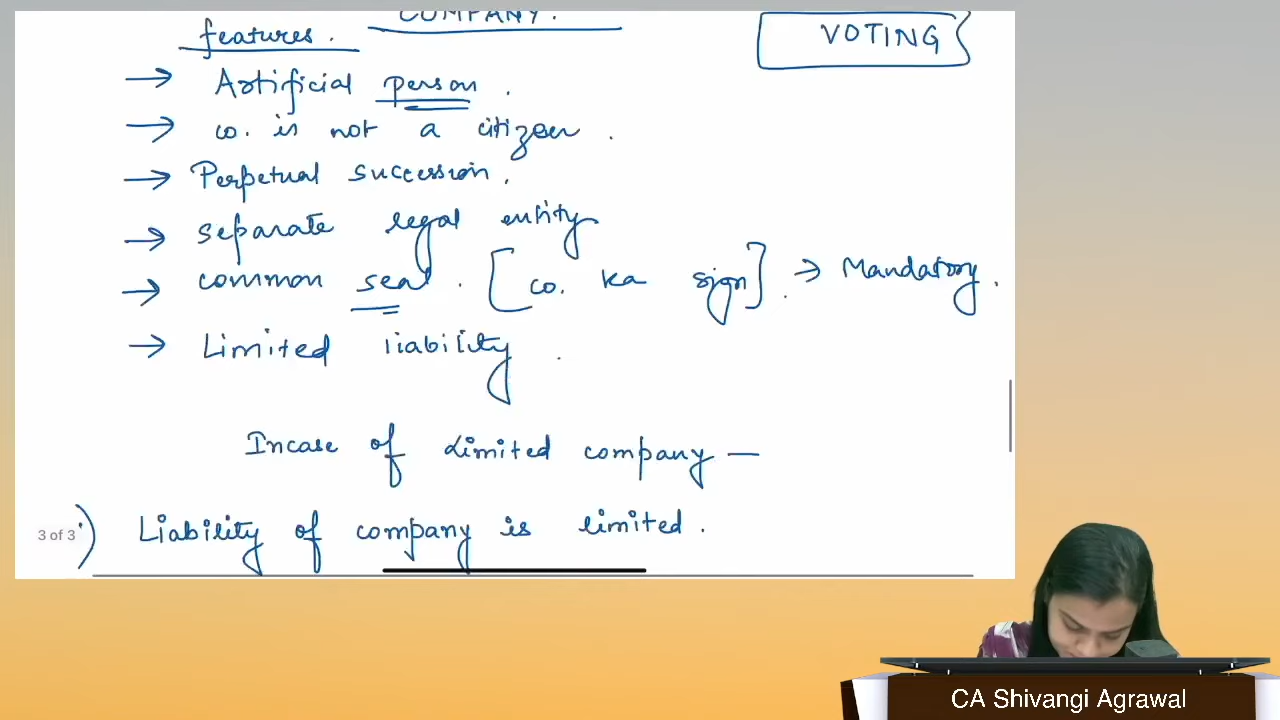 COMPANY.
features.
VOTING
→ Artificial person.
→ co. is not a citizen.
→ Perpetual succession.
→ separate legal entity
→ common seal. [co. ka sign]. → Mandatory.
→ Limited liability.
Incase of Limited company —
3 of 3
) Liability of company is limited.
CA Shivangi Agrawal